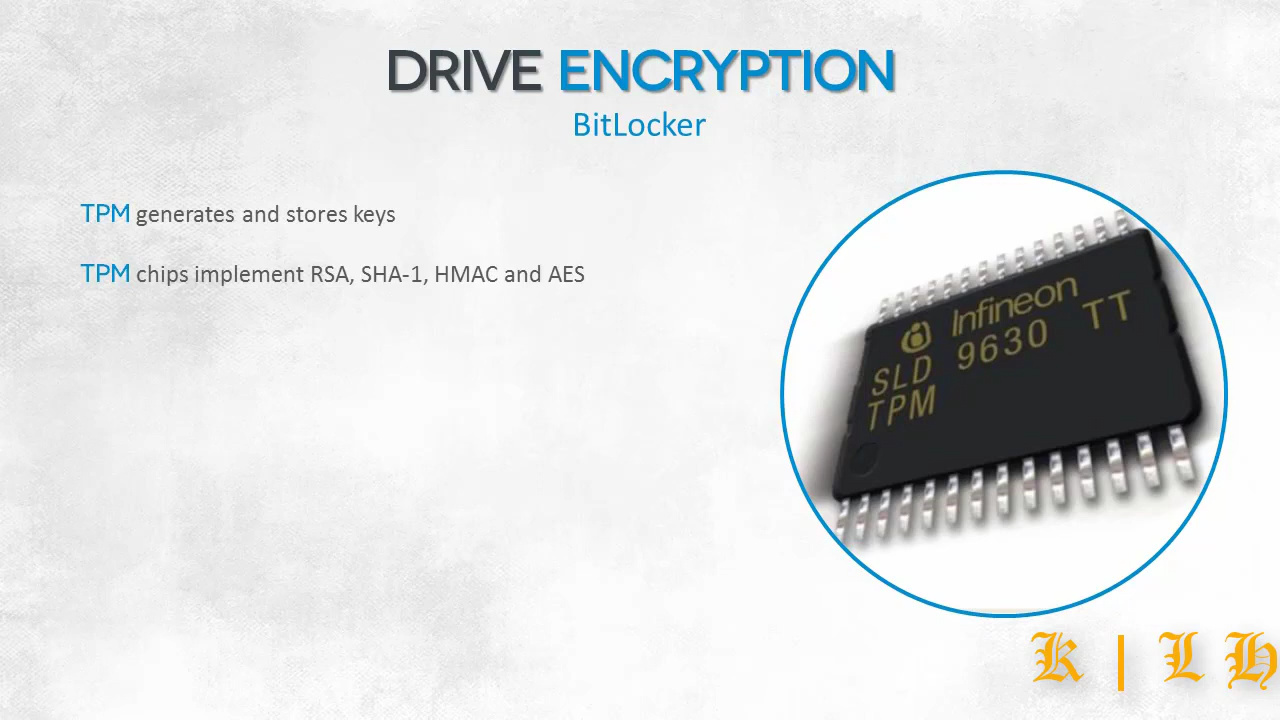 DRIVE ENCRYPTION
BitLocker
TPM generates and stores keys
TPM chips implement RSA, SHA-1, HMAC and AES
Infineon
SLD 9630 TT
TPM
K | L H